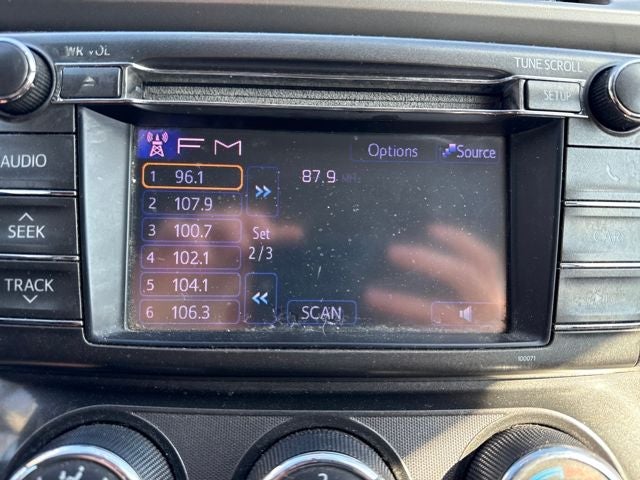 PWR·VOL
TUNE·SCROLL
SETUP
AUDIO
SEEK
TRACK
FM
Options
Source
1 96.1
87.9 MHz
2 107.9
3 100.7
Set
2/3
4 102.1
5 104.1
6 106.3
SCAN
100071